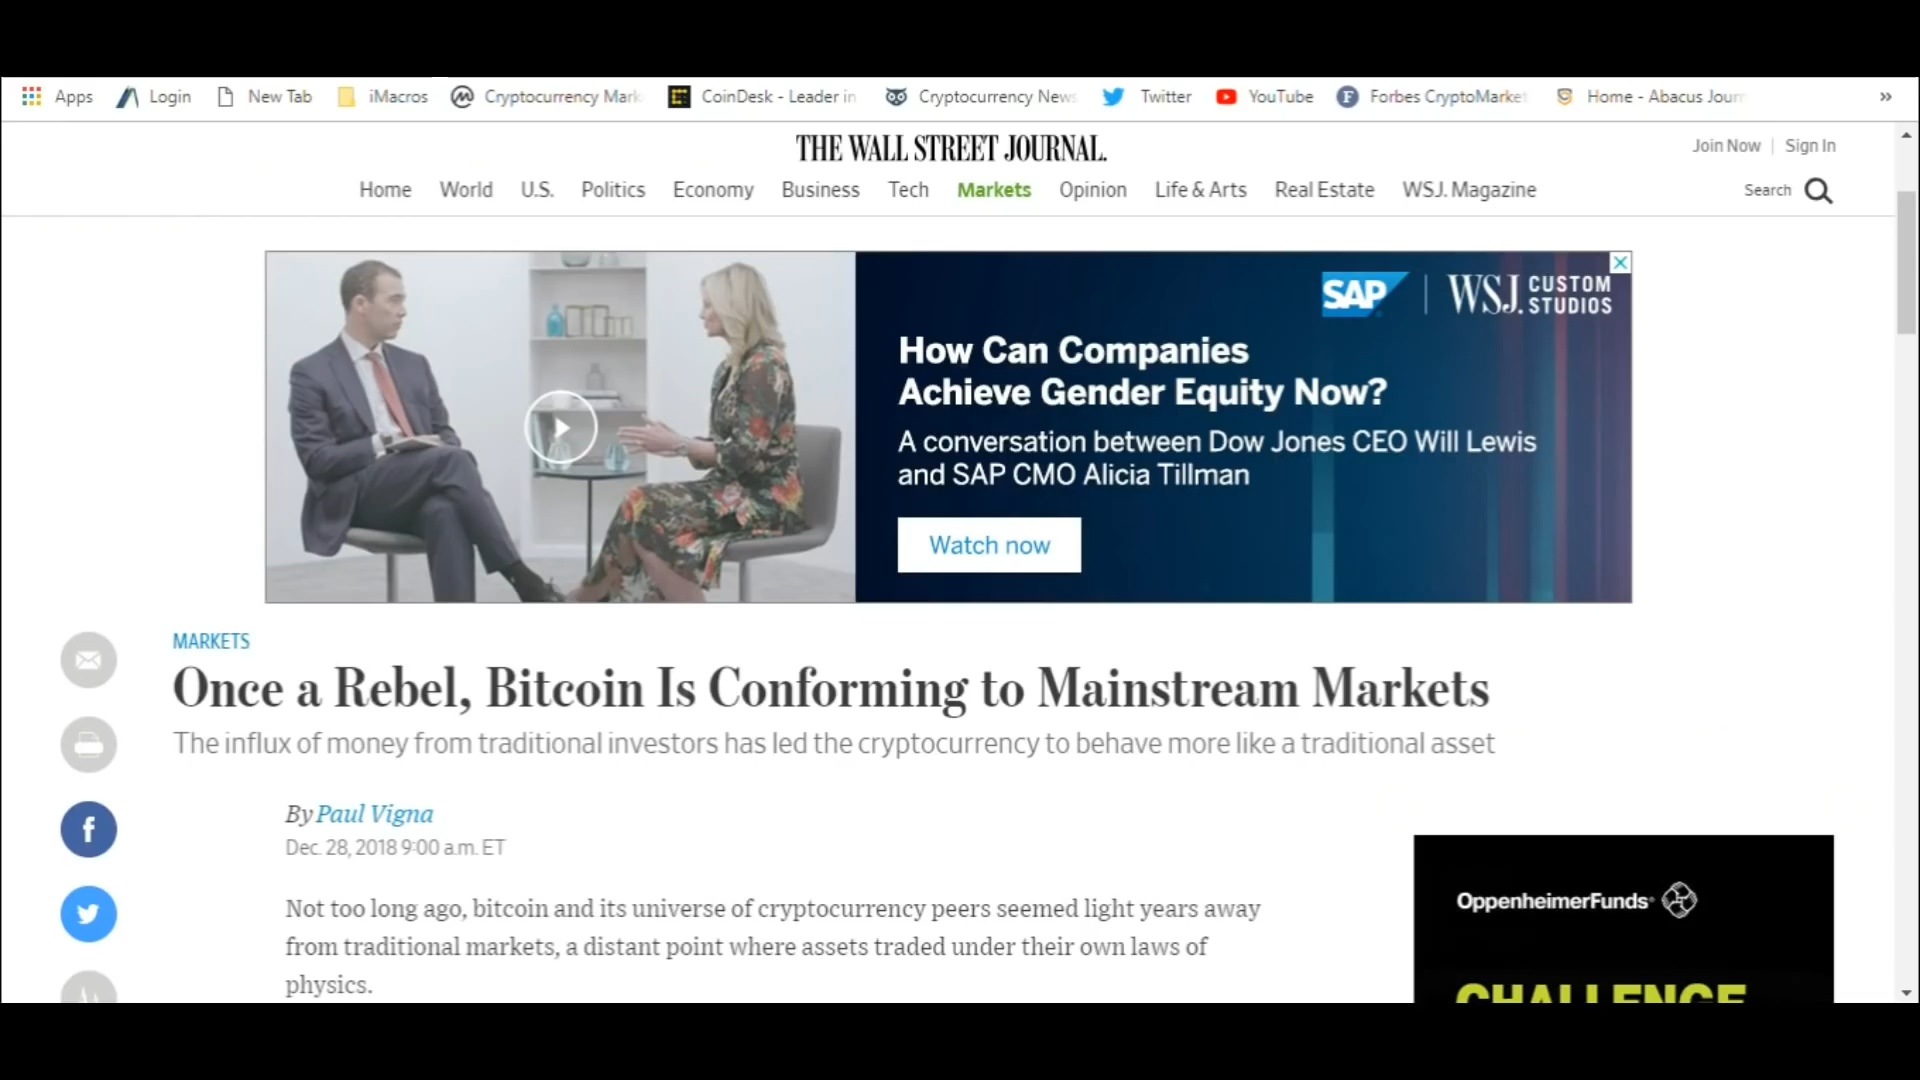 Apps Login New Tab iMacros Cryptocurrency Mark CoinDesk - Leader in Cryptocurrency News Twitter YouTube Forbes CryptoMarket Home - Abacus Journ »
THE WALL STREET JOURNAL.
Join Now | Sign In
Home World U.S. Politics Economy Business Tech Markets Opinion Life & Arts Real Estate WSJ. Magazine
Search
SAP | WSJ. CUSTOM STUDIOS
How Can Companies
Achieve Gender Equity Now?
A conversation between Dow Jones CEO Will Lewis
and SAP CMO Alicia Tillman
Watch now
MARKETS
Once a Rebel, Bitcoin Is Conforming to Mainstream Markets
The influx of money from traditional investors has led the cryptocurrency to behave more like a traditional asset
By Paul Vigna
Dec. 28, 2018 9:00 a.m. ET
Not too long ago, bitcoin and its universe of cryptocurrency peers seemed light years away
from traditional markets, a distant point where assets traded under their own laws of
physics.
OppenheimerFunds
CHALLENGE